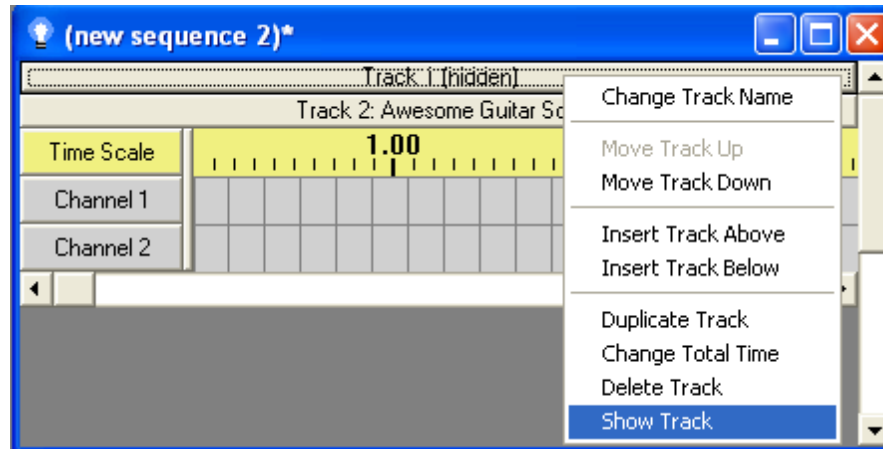 (new sequence 2)*
Track 1 (hidden)
Track 2: Awesome Guitar
Time Scale
1.00
Channel 1
Channel 2
Change Track Name
Move Track Up
Move Track Down
Insert Track Above
Insert Track Below
Duplicate Track
Change Total Time
Delete Track
Show Track